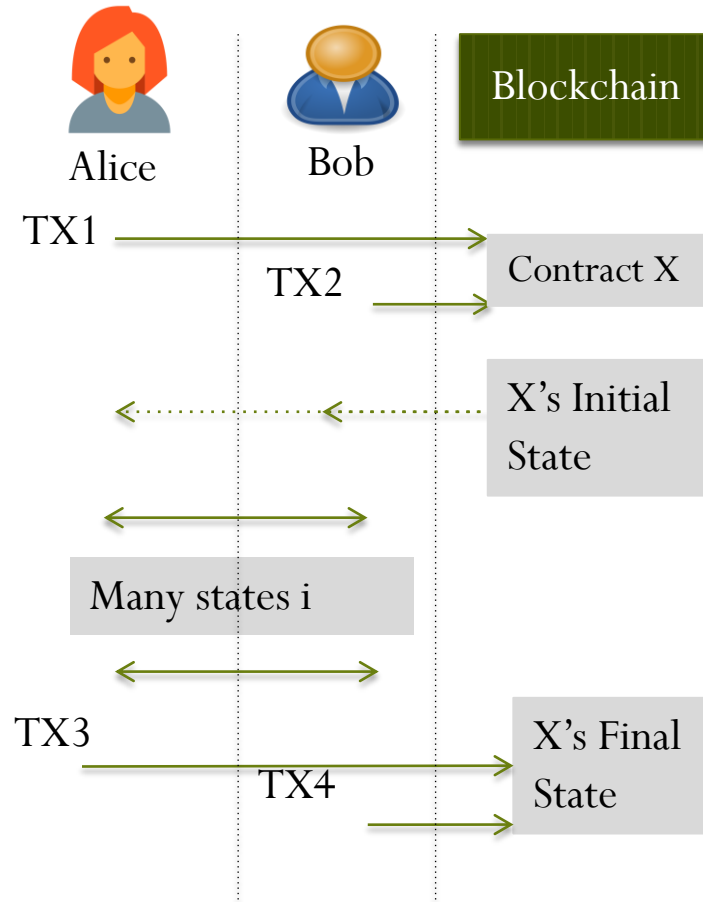 Alice
Bob
Blockchain
TX1
Contract X
TX2
X’s Initial
State
Many states i
TX3
X’s Final
State
TX4